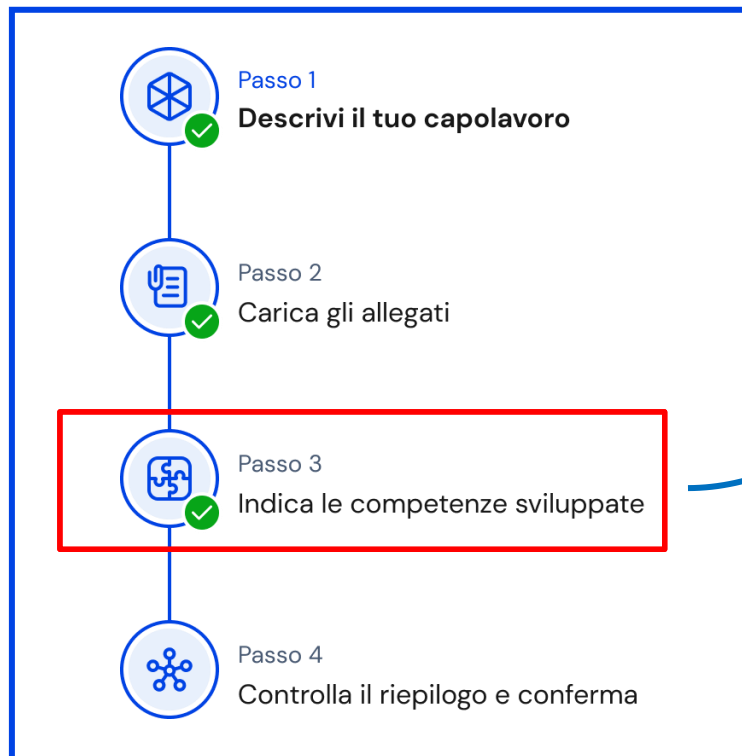 Passo 1
Descrivi il tuo capolavoro
Passo 2
Carica gli allegati
Passo 3
Indica le competenze sviluppate
Passo 4
Controlla il riepilogo e conferma